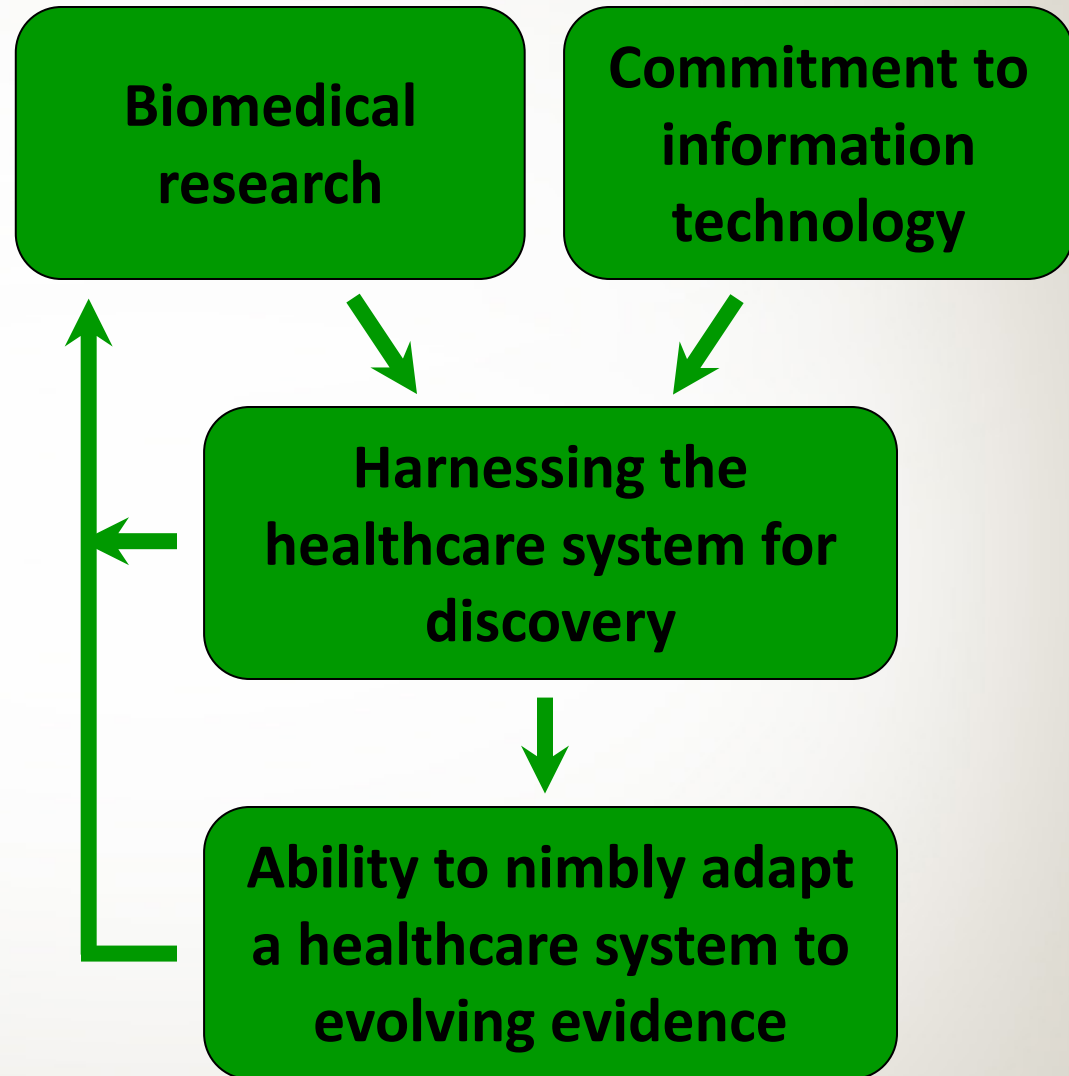 Biomedical
research
Commitment to
information
technology
Harnessing the
healthcare system for
discovery
Ability to nimbly adapt
a healthcare system to
evolving evidence